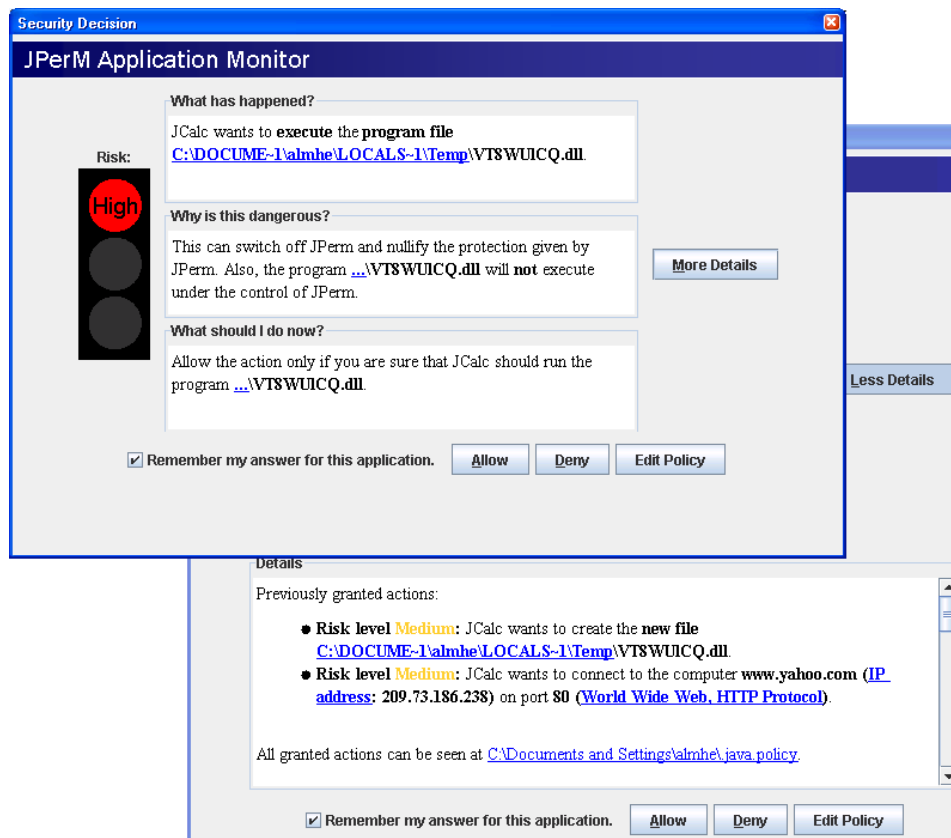 Security Decision
JPerM Application Monitor
What has happened?
JCalc wants to execute the program file
C:\DOCUME~1\almhe\LOCALS~1\Temp\VT8WUlCQ.dll.
Risk:
High
Why is this dangerous?
This can switch off JPerm and nullify the protection given by
JPerm. Also, the program ...\VT8WUlCQ.dll will not execute
under the control of JPerm.
More Details
What should I do now?
Allow the action only if you are sure that JCalc should run the
program ...\VT8WUlCQ.dll.
Remember my answer for this application.
Allow
Deny
Edit Policy
Less Details
Details
Previously granted actions:
Risk level Medium: JCalc wants to create the new file
C:\DOCUME~1\almhe\LOCALS~1\Temp\VT8WUlCQ.dll.
Risk level Medium: JCalc wants to connect to the computer www.yahoo.com (IP
address: 209.73.186.238) on port 80 (World Wide Web, HTTP Protocol).
All granted actions can be seen at C:\Documents and Settings\almhe\.java.policy.
Remember my answer for this application.
Allow
Deny
Edit Policy